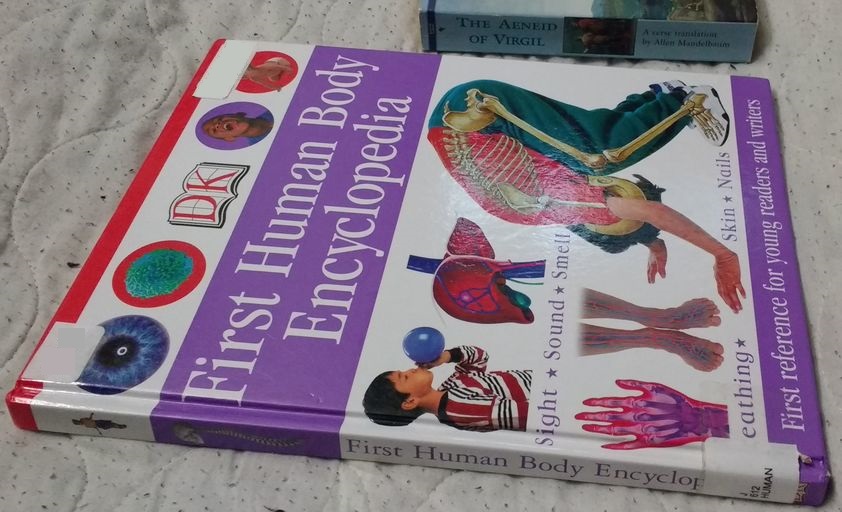 THE AENEID
OF VIRGIL
A verse translation
by Allen Mandelbaum
DK
First Human Body
Encyclopedia
Sight ★ Sound ★ Smell
eathing ★ Skin ★ Nails
First reference for young readers and writers
First Human Body Encyclop
J
612
HUMAN